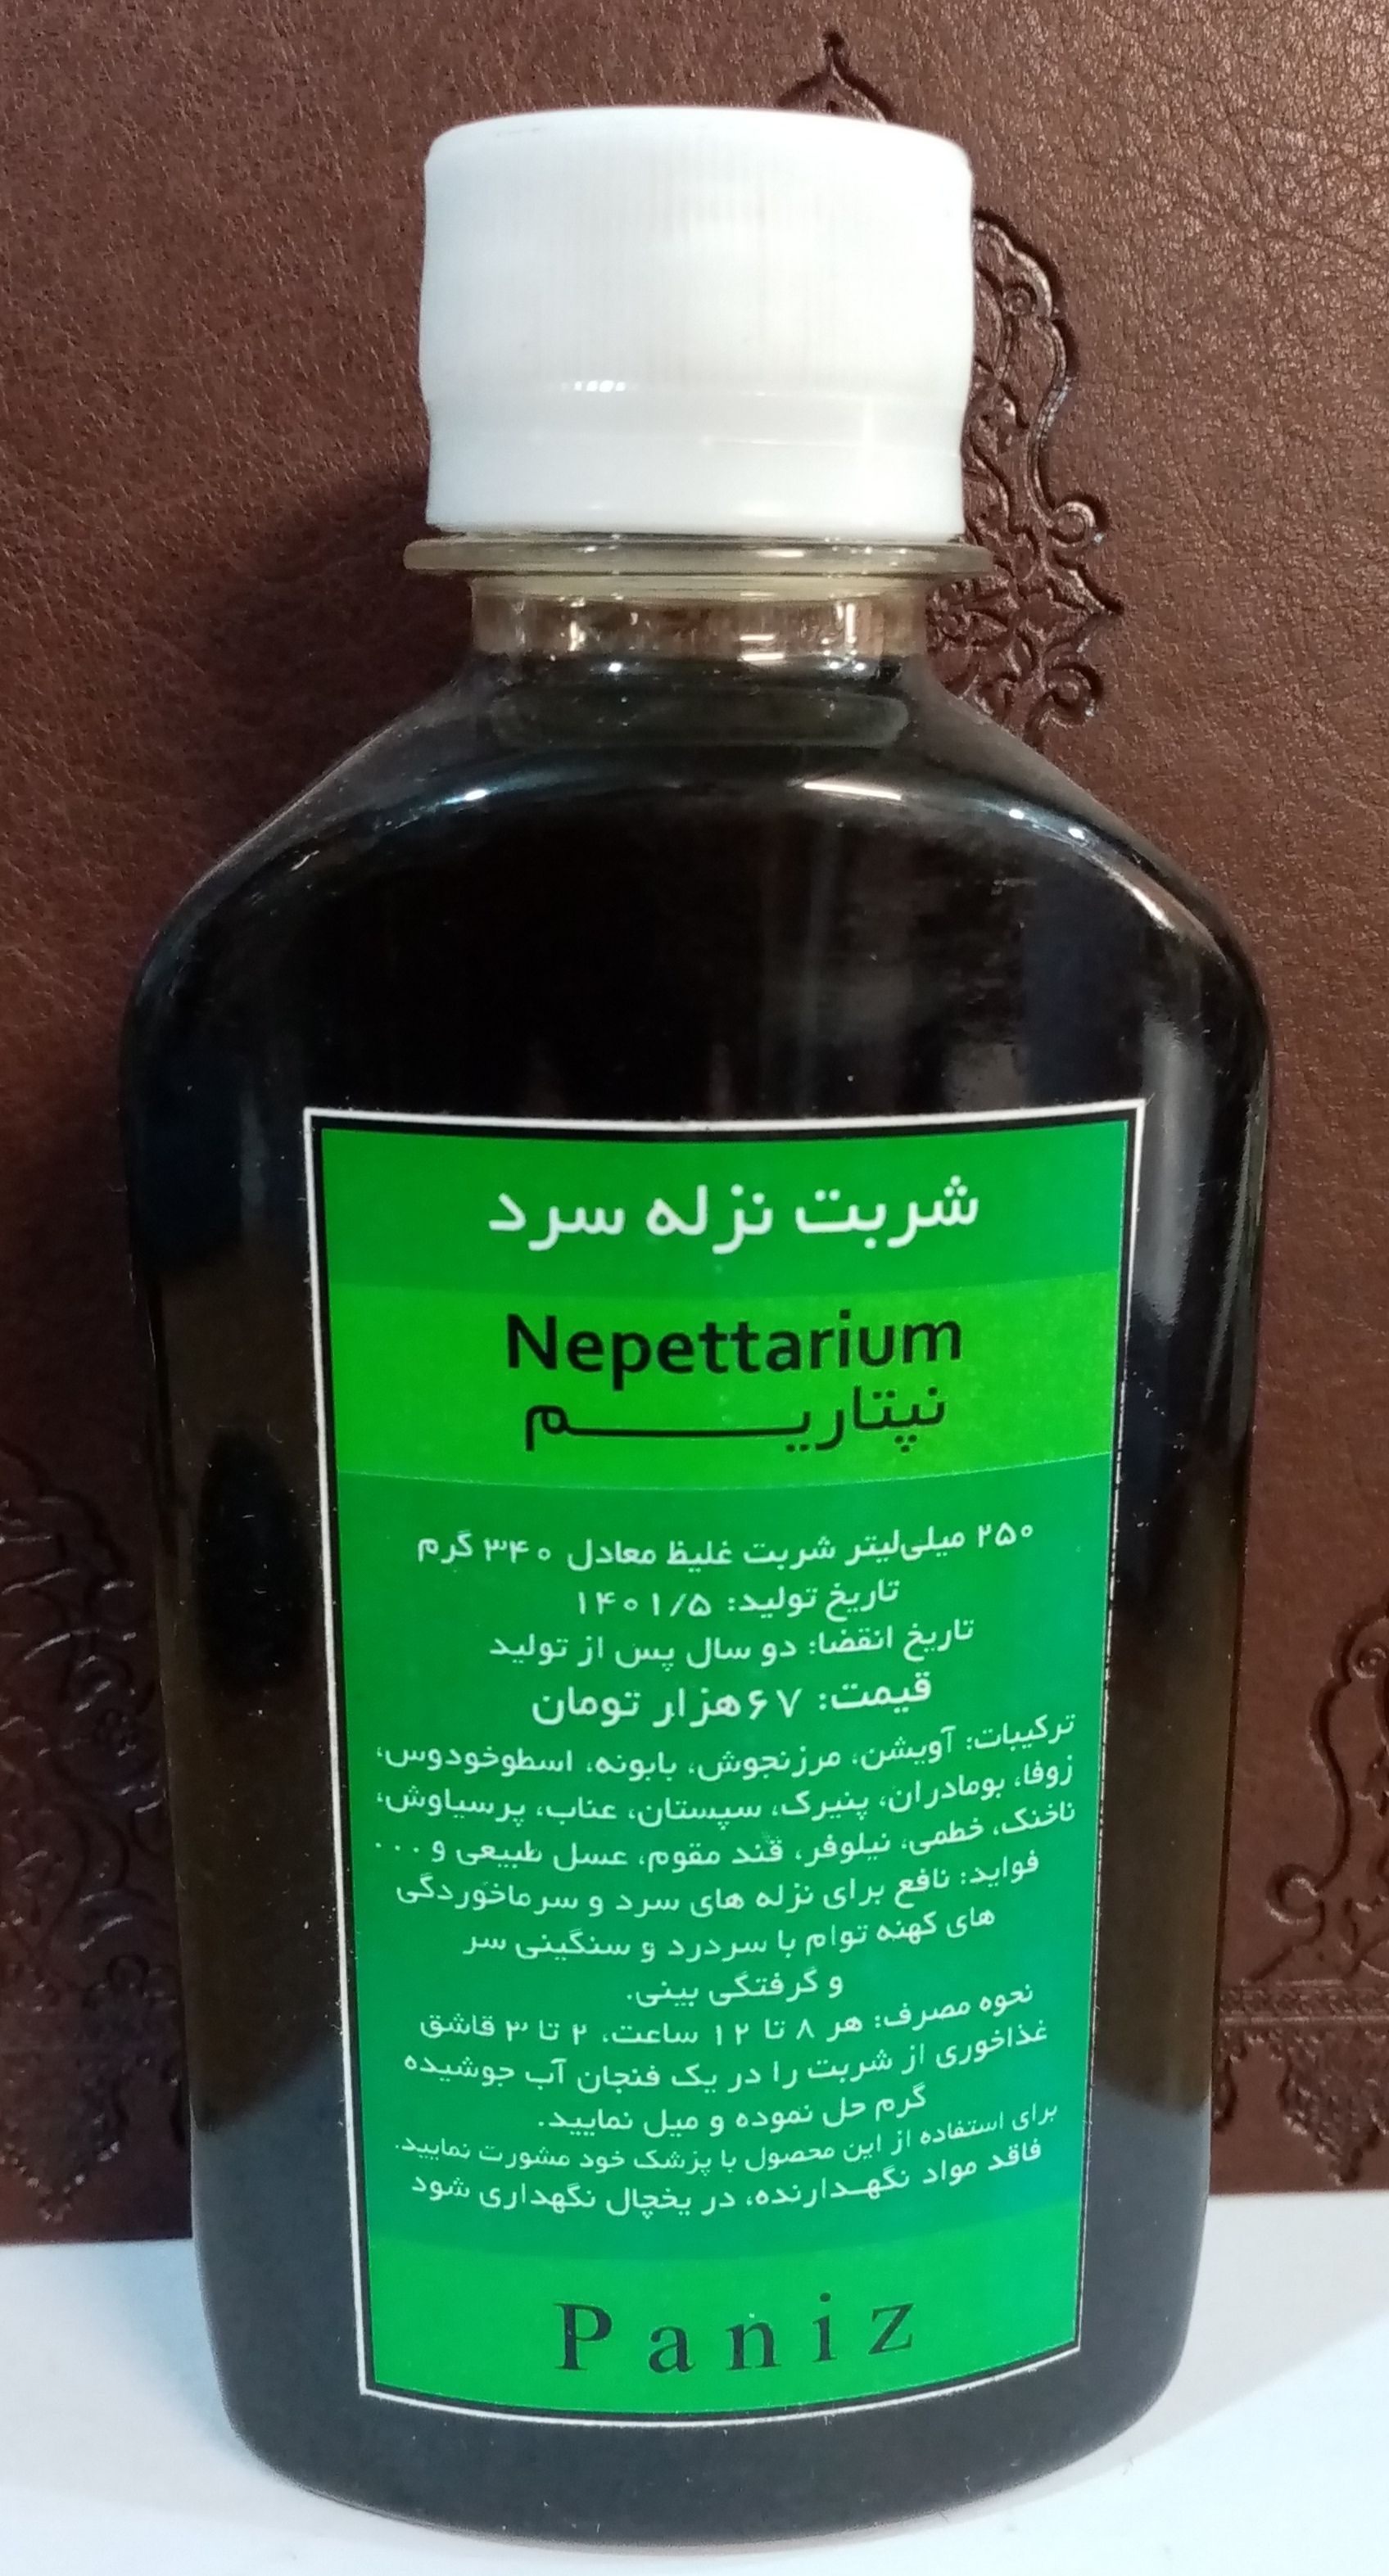 شربت نزله سرد
Nepettarium
نپتاریـــــــم
۲۵۰ میلی‌لیتر شربت غلیظ معادل ۳۴۰ گرم
تاریخ تولید: ۱۴۰۱/۵
تاریخ انقضا: دو سال پس از تولید
قیمت: ۶۷هزار تومان
ترکیبات: آویشن، مرزنجوش، بابونه، اسطوخودوس،
زوفا، بومادران، پنیرک، سپستان، عناب، پرسیاوش،
ناخنک، خطمی، نیلوفر، قند مقوم، عسل طبیعی و ...
فواید: نافع برای نزله های سرد و سرماخوردگی
های کهنه توام با سردرد و سنگینی سر
و گرفتگی بینی.
نحوه مصرف: هر ۸ تا ۱۲ ساعت، ۲ تا ۳ قاشق
غذاخوری از شربت را در یک فنجان آب جوشیده
گرم حل نموده و میل نمایید.
برای استفاده از این محصول با پزشک خود مشورت نمایید.
فاقد مواد نگهـدارنده، در یخچال نگهداری شود
Paniz